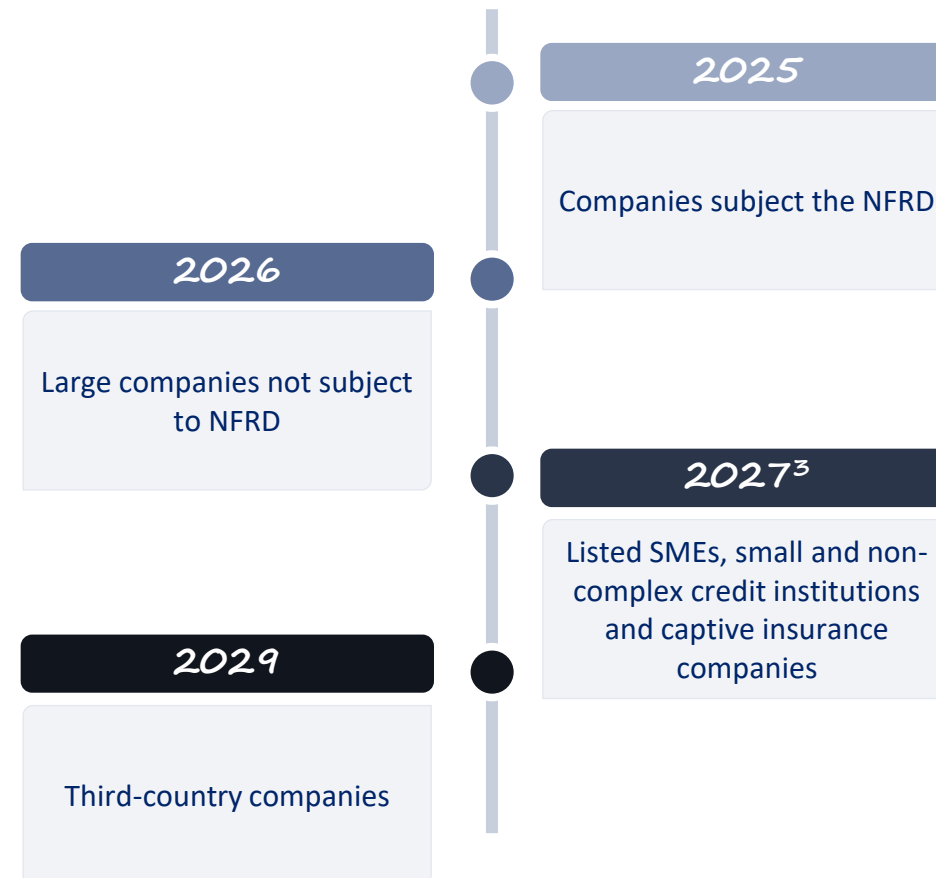 2025
Companies subject the NFRD
2026
Large companies not subject
to NFRD
2027³
Listed SMEs, small and non-
complex credit institutions
and captive insurance
companies
2029
Third-country companies